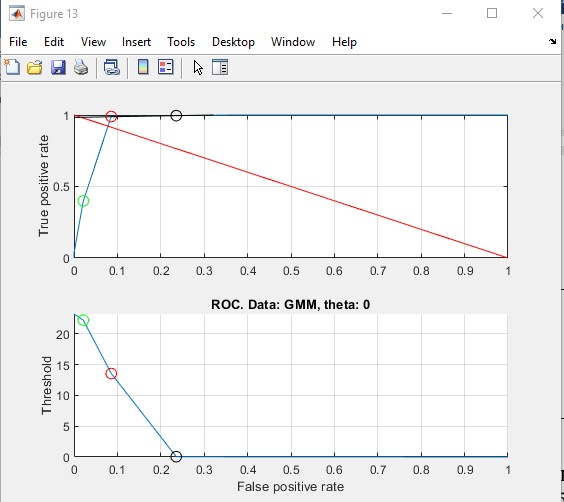 Figure 13
File Edit View Insert Tools Desktop Window Help
True positive rate
1
0.5
0
0 0.1 0.2 0.3 0.4 0.5 0.6 0.7 0.8 0.9 1
ROC. Data: GMM, theta: 0
Threshold
20
15
10
5
0
0 0.1 0.2 0.3 0.4 0.5 0.6 0.7 0.8 0.9 1
False positive rate